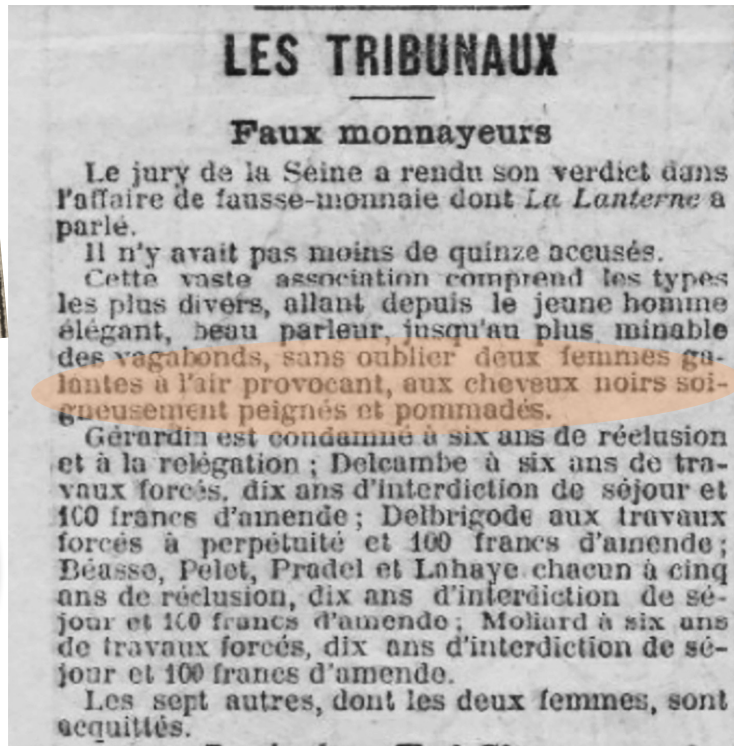 LES TRIBUNAUX
Faux monnayeurs
Le jury de la Seine a rendu son verdict dans
l'affaire de fausse-monnaie dont La Lanterne a
parlé.
Il n'y avait pas moins de quinze accusés.
Cette vaste association comprend les types
les plus divers, allant depuis le jeune homme
élégant, beau parleur, jusqu'au plus minable
des vagabonds, sans oublier deux femmes ga-
lantes à l'air provocant, aux cheveux noirs soi-
gneusement peignés et pommadés.
Gérardin est condamné à six ans de réclusion
et à la relégation ; Delcambe à six ans de tra-
vaux forcés, dix ans d'interdiction de séjour et
100 francs d'amende ; Delbrigode aux travaux
forcés à perpétuité et 100 francs d'amende ;
Béasse, Pelot, Pradel et Lahaye chacun à cinq
ans de réclusion, dix ans d'interdiction de sé-
jour et 100 francs d'amende ; Moliard à six ans
de travaux forcés, dix ans d'interdiction de sé-
jour et 100 francs d'amende.
Les sept autres, dont les deux femmes, sont
acquittés.